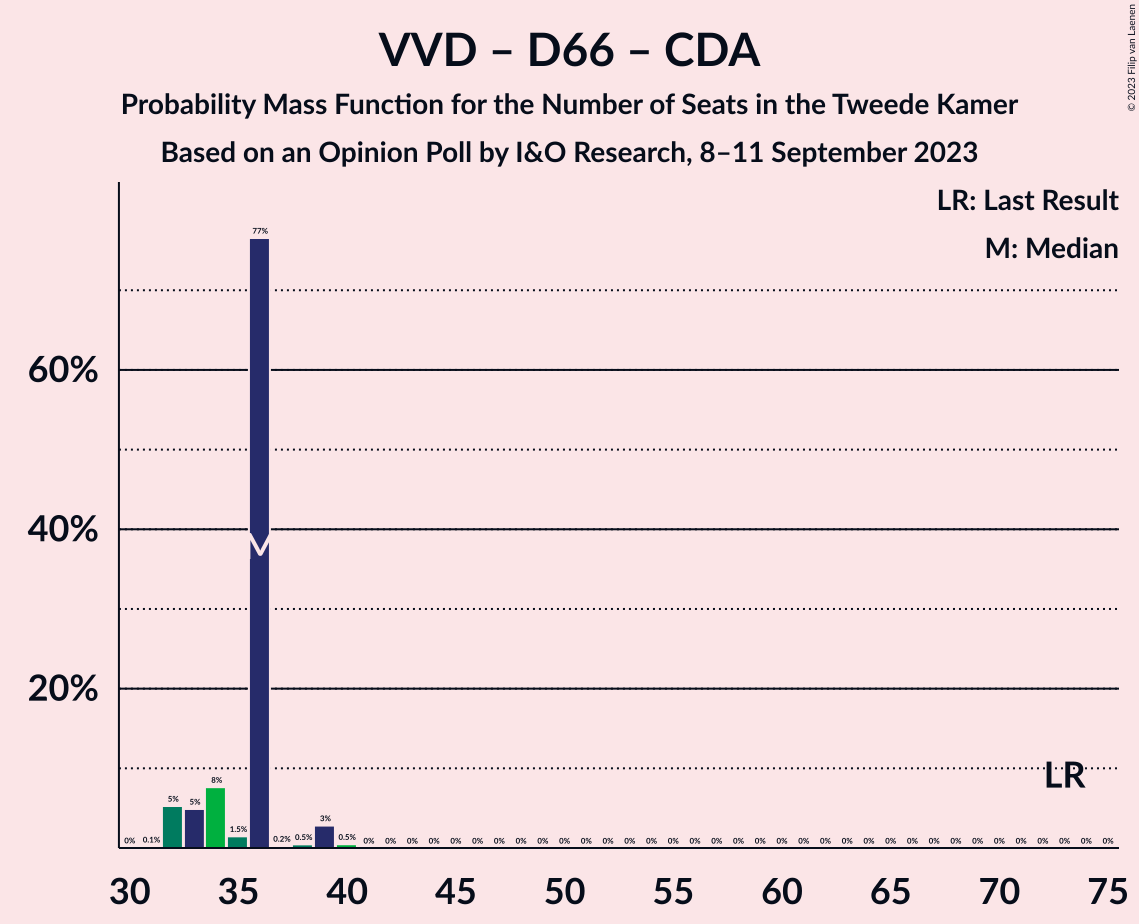 VVD – D66 – CDA
Probability Mass Function for the Number of Seats in the Tweede Kamer
Based on an Opinion Poll by I&O Research, 8–11 September 2023
© 2023 Filip van Laenen
LR: Last Result
M: Median
60%
40%
20%
0% 0.1% 5% 5% 8% 1.5% 77% 0.2% 0.5% 3% 0.5% 0% 0% 0% 0% 0% 0% 0% 0% 0% 0% 0% 0% 0% 0% 0% 0% 0% 0% 0% 0% 0% 0% 0% 0% 0% 0% 0% 0% 0% 0% 0% 0% 0% 0% 0%
LR
30 35 40 45 50 55 60 65 70 75